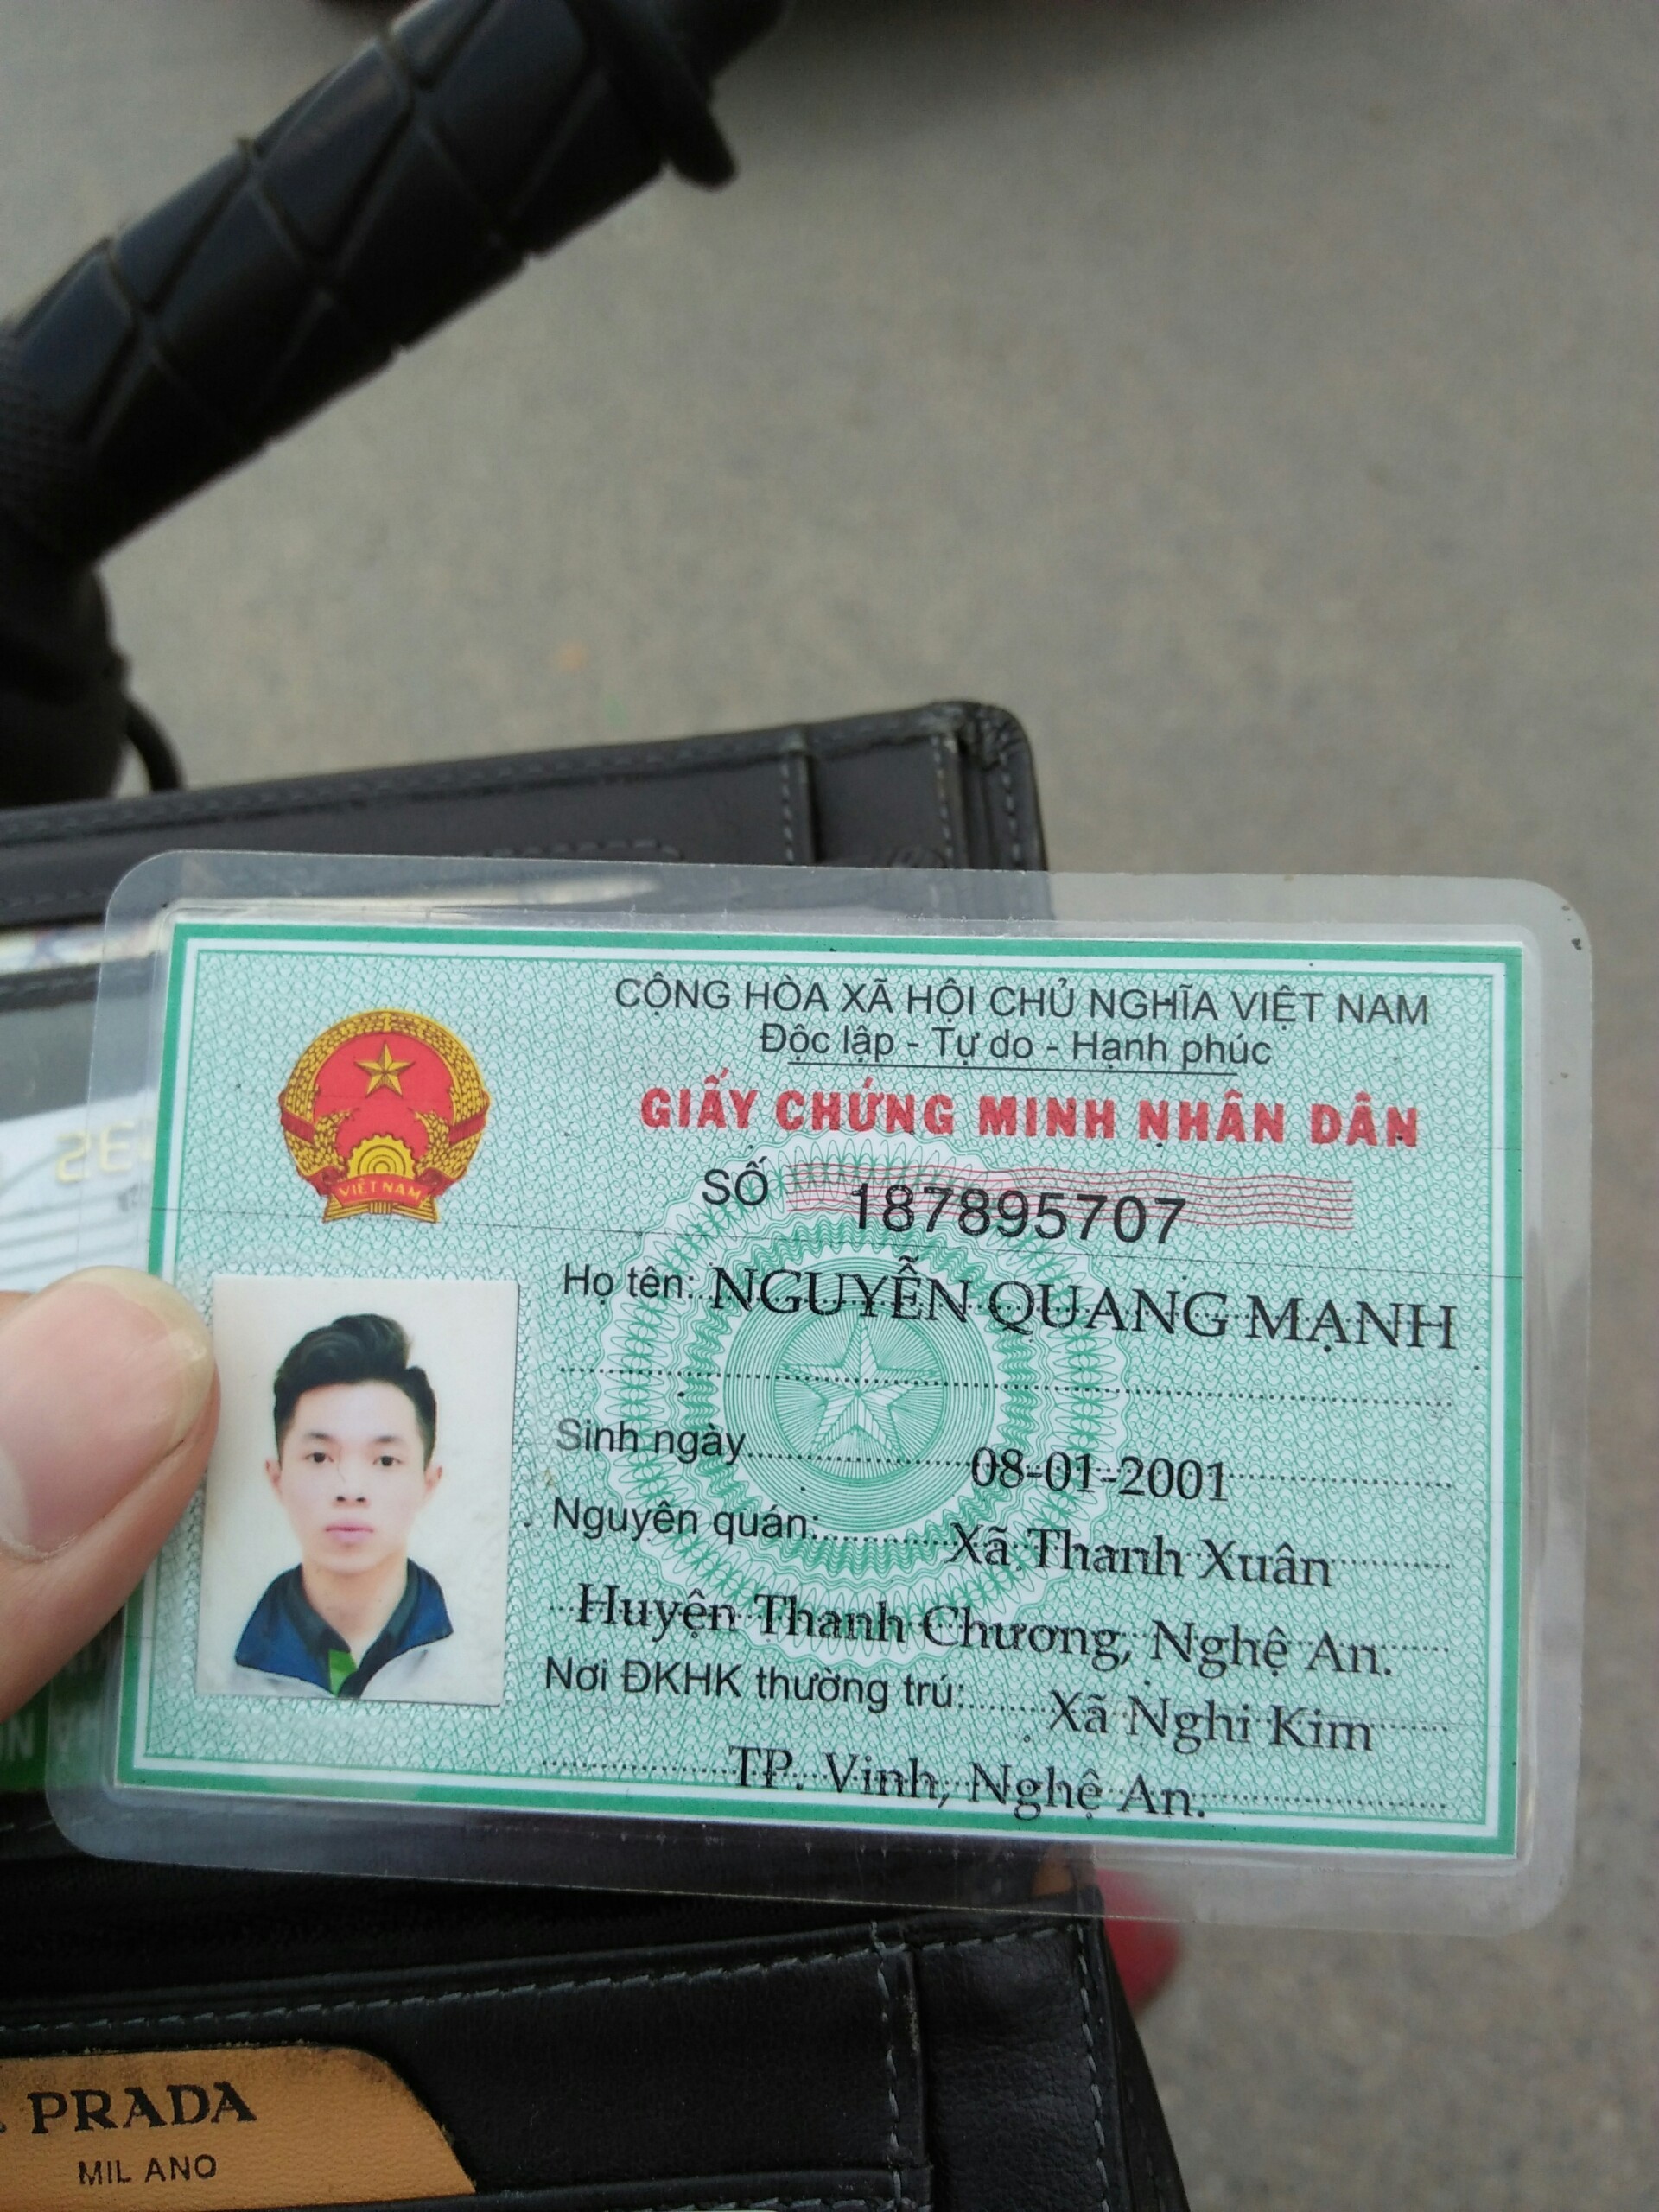 CỘNG HÒA XÃ HỘI CHỦ NGHĨA VIỆT NAM
Độc lập - Tự do - Hạnh phúc
GIẤY CHỨNG MINH NHÂN DÂN
SỐ 187895707
Họ tên: NGUYỄN QUANG MẠNH
Sinh ngày 08-01-2001
Nguyên quán: Xã Thanh Xuân
Huyện Thanh Chương, Nghệ An.
Nơi ĐKHK thường trú: Xã Nghi Kim
TP. Vinh, Nghệ An.
VIỆT NAM
PRADA
MILANO